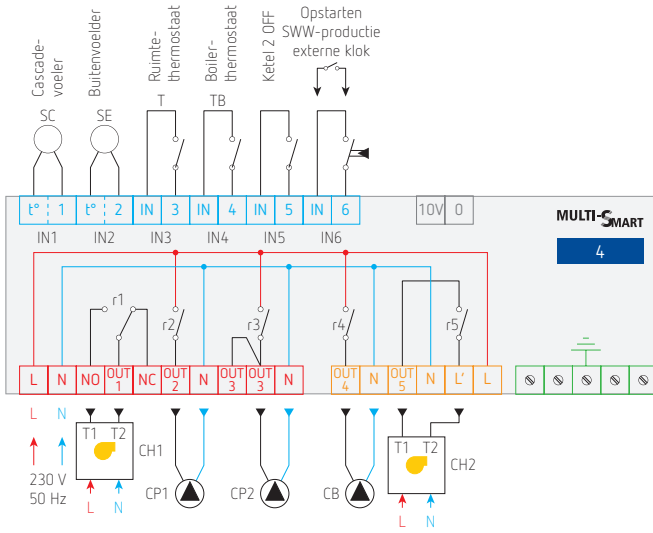 Opstarten
SWW-productie
externe klok
Cascade-
voeler
Buitenvoelder
Ruimte-
thermostaat
Boiler-
thermostaat
Ketel 2 OFF
SC
SE
T
TB
t° 1 t° 2 IN 3 IN 4 IN 5 IN 6 10V 0
IN1 IN2 IN3 IN4 IN5 IN6
MULTI-SMART
4
r1
r2
r3
r4
r5
L N NO OUT 1 NC OUT 2 N OUT 3 OUT 3 N OUT 4 N OUT 5 N L' L
L N
230 V
50 Hz
T1 T2
CH1
L N
CP1
CP2
CB
T1 T2
CH2
L N